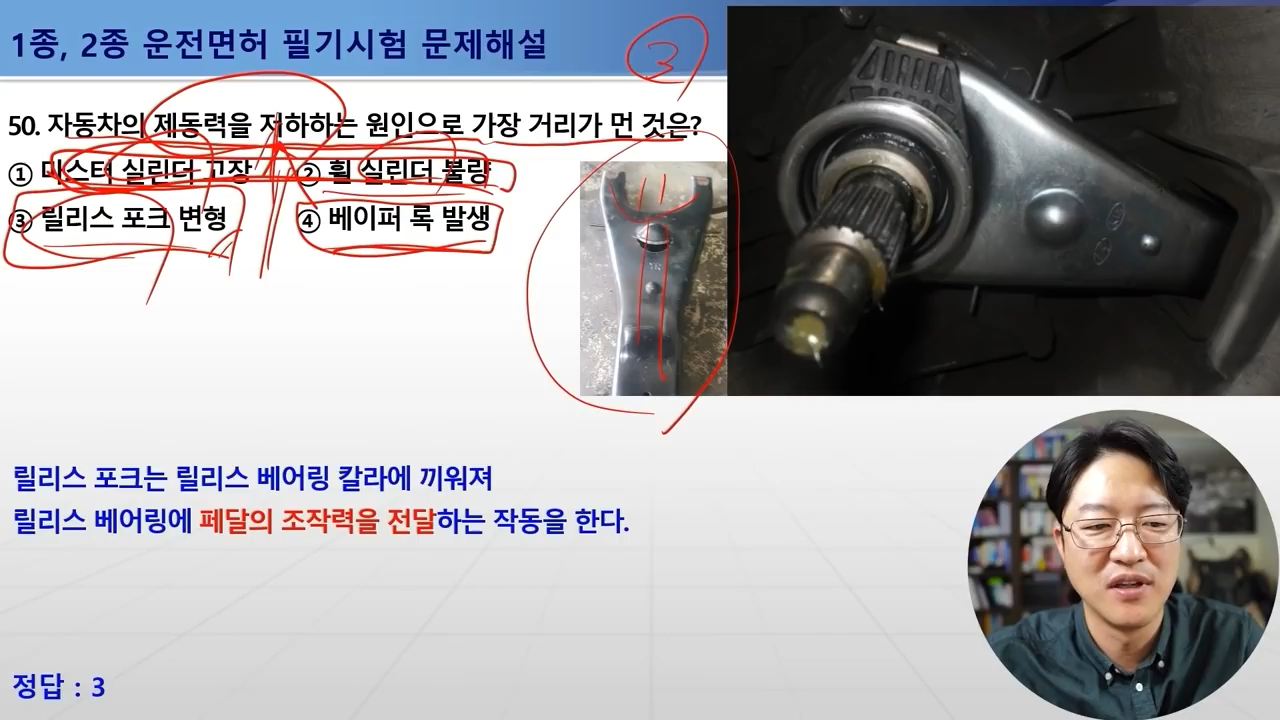 1종, 2종 운전면허 필기시험 문제해설
3
50. 자동차의 제동력을 저하하는 원인으로 가장 거리가 먼 것은?
① 마스터 실린더 고장 ② 휠 실린더 불량
③ 릴리스 포크 변형 ④ 베이퍼 록 발생
릴리스 포크는 릴리스 베어링 칼라에 끼워져
릴리스 베어링에 페달의 조작력을 전달하는 작동을 한다.
정답 : 3